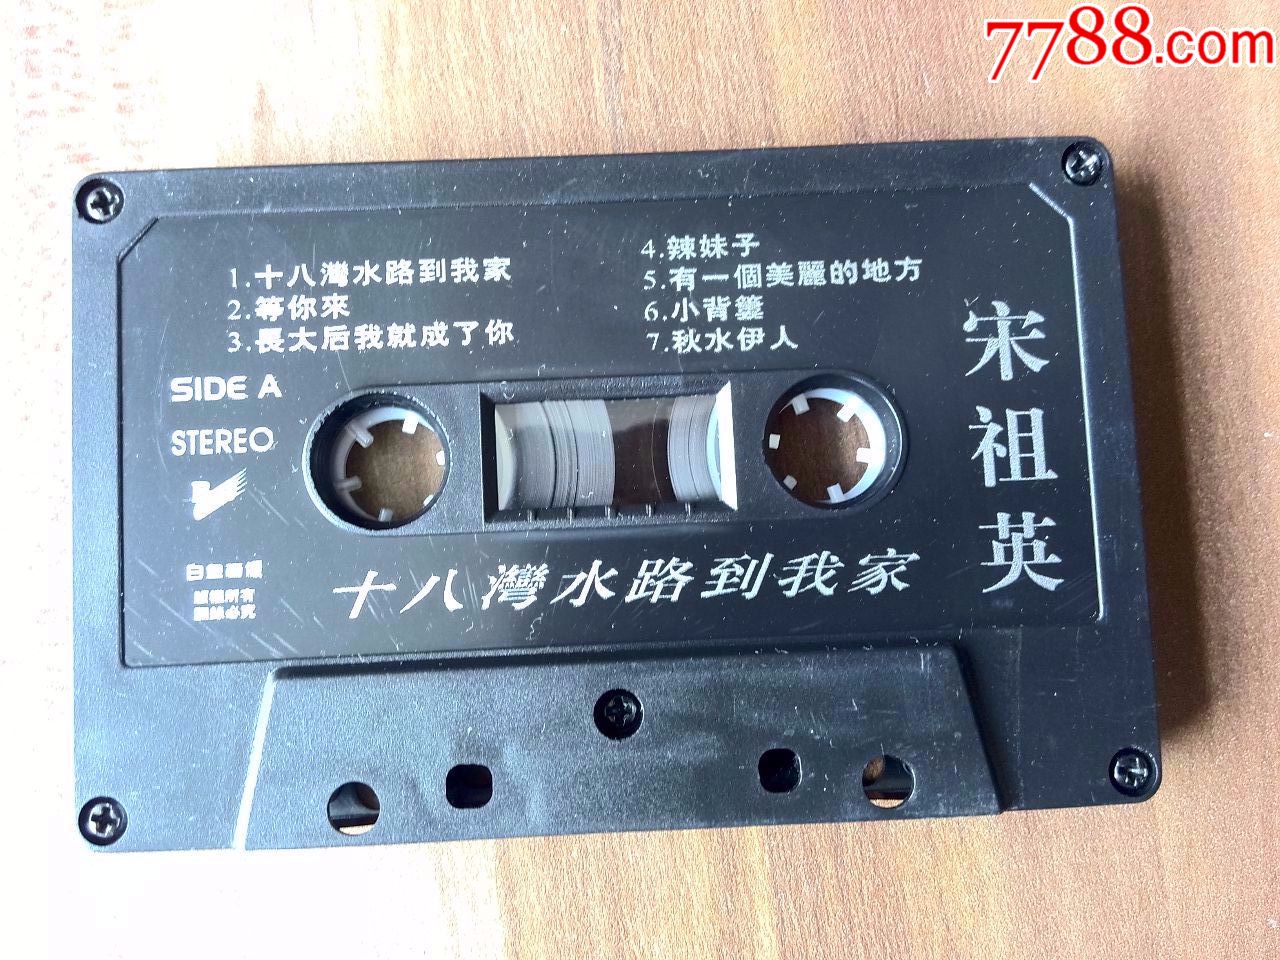 7788.com
1.十八灣水路到我家
2.等你來
3.長大后我就成了你
4.辣妹子
5.有一個美麗的地方
6.小背簍
7.秋水伊人
SIDE A
STEREO
宋祖英
十八灣水路到我家